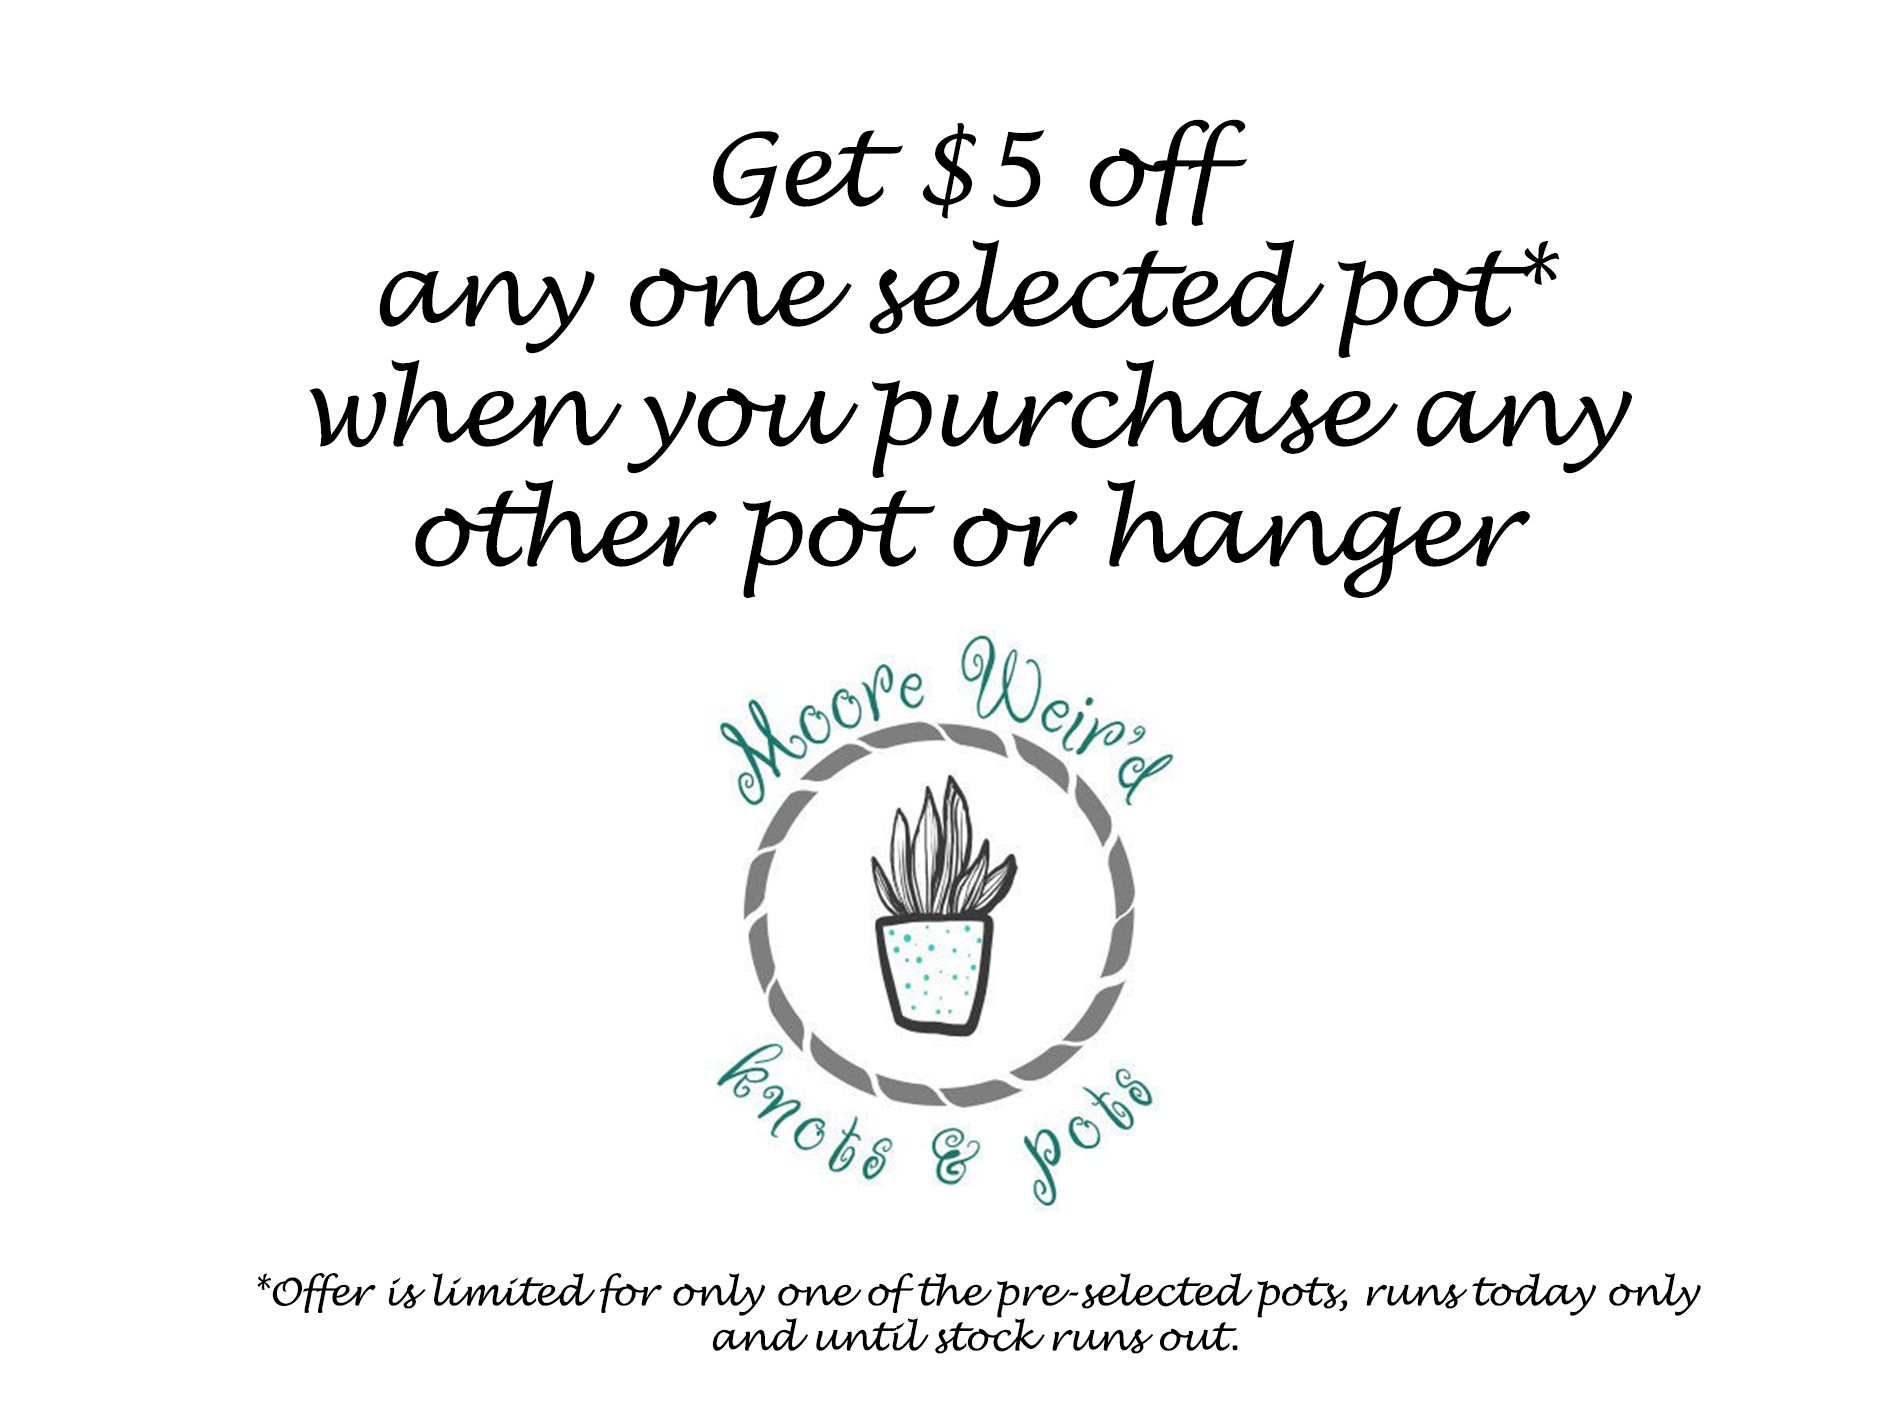 Get $5 off
any one selected pot*
when you purchase any
other pot or hanger
Moore Weir'd
knots & pots
*Offer is limited for only one of the pre-selected pots, runs today only
and until stock runs out.